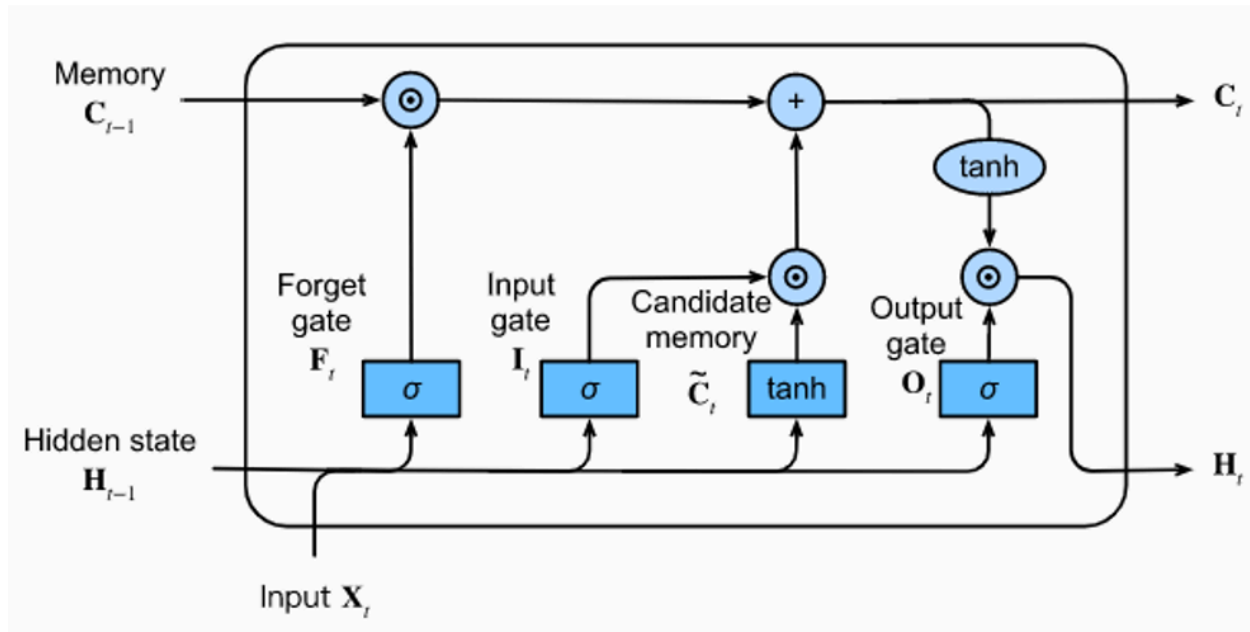 Memory
C_{t-1}
⊙
+
C_t
tanh
⊙
⊙
Forget
gate
F_t
Input
gate
I_t
Candidate
memory
C̃_t
Output
gate
O_t
σ
σ
tanh
σ
Hidden state
H_{t-1}
H_t
Input X_t